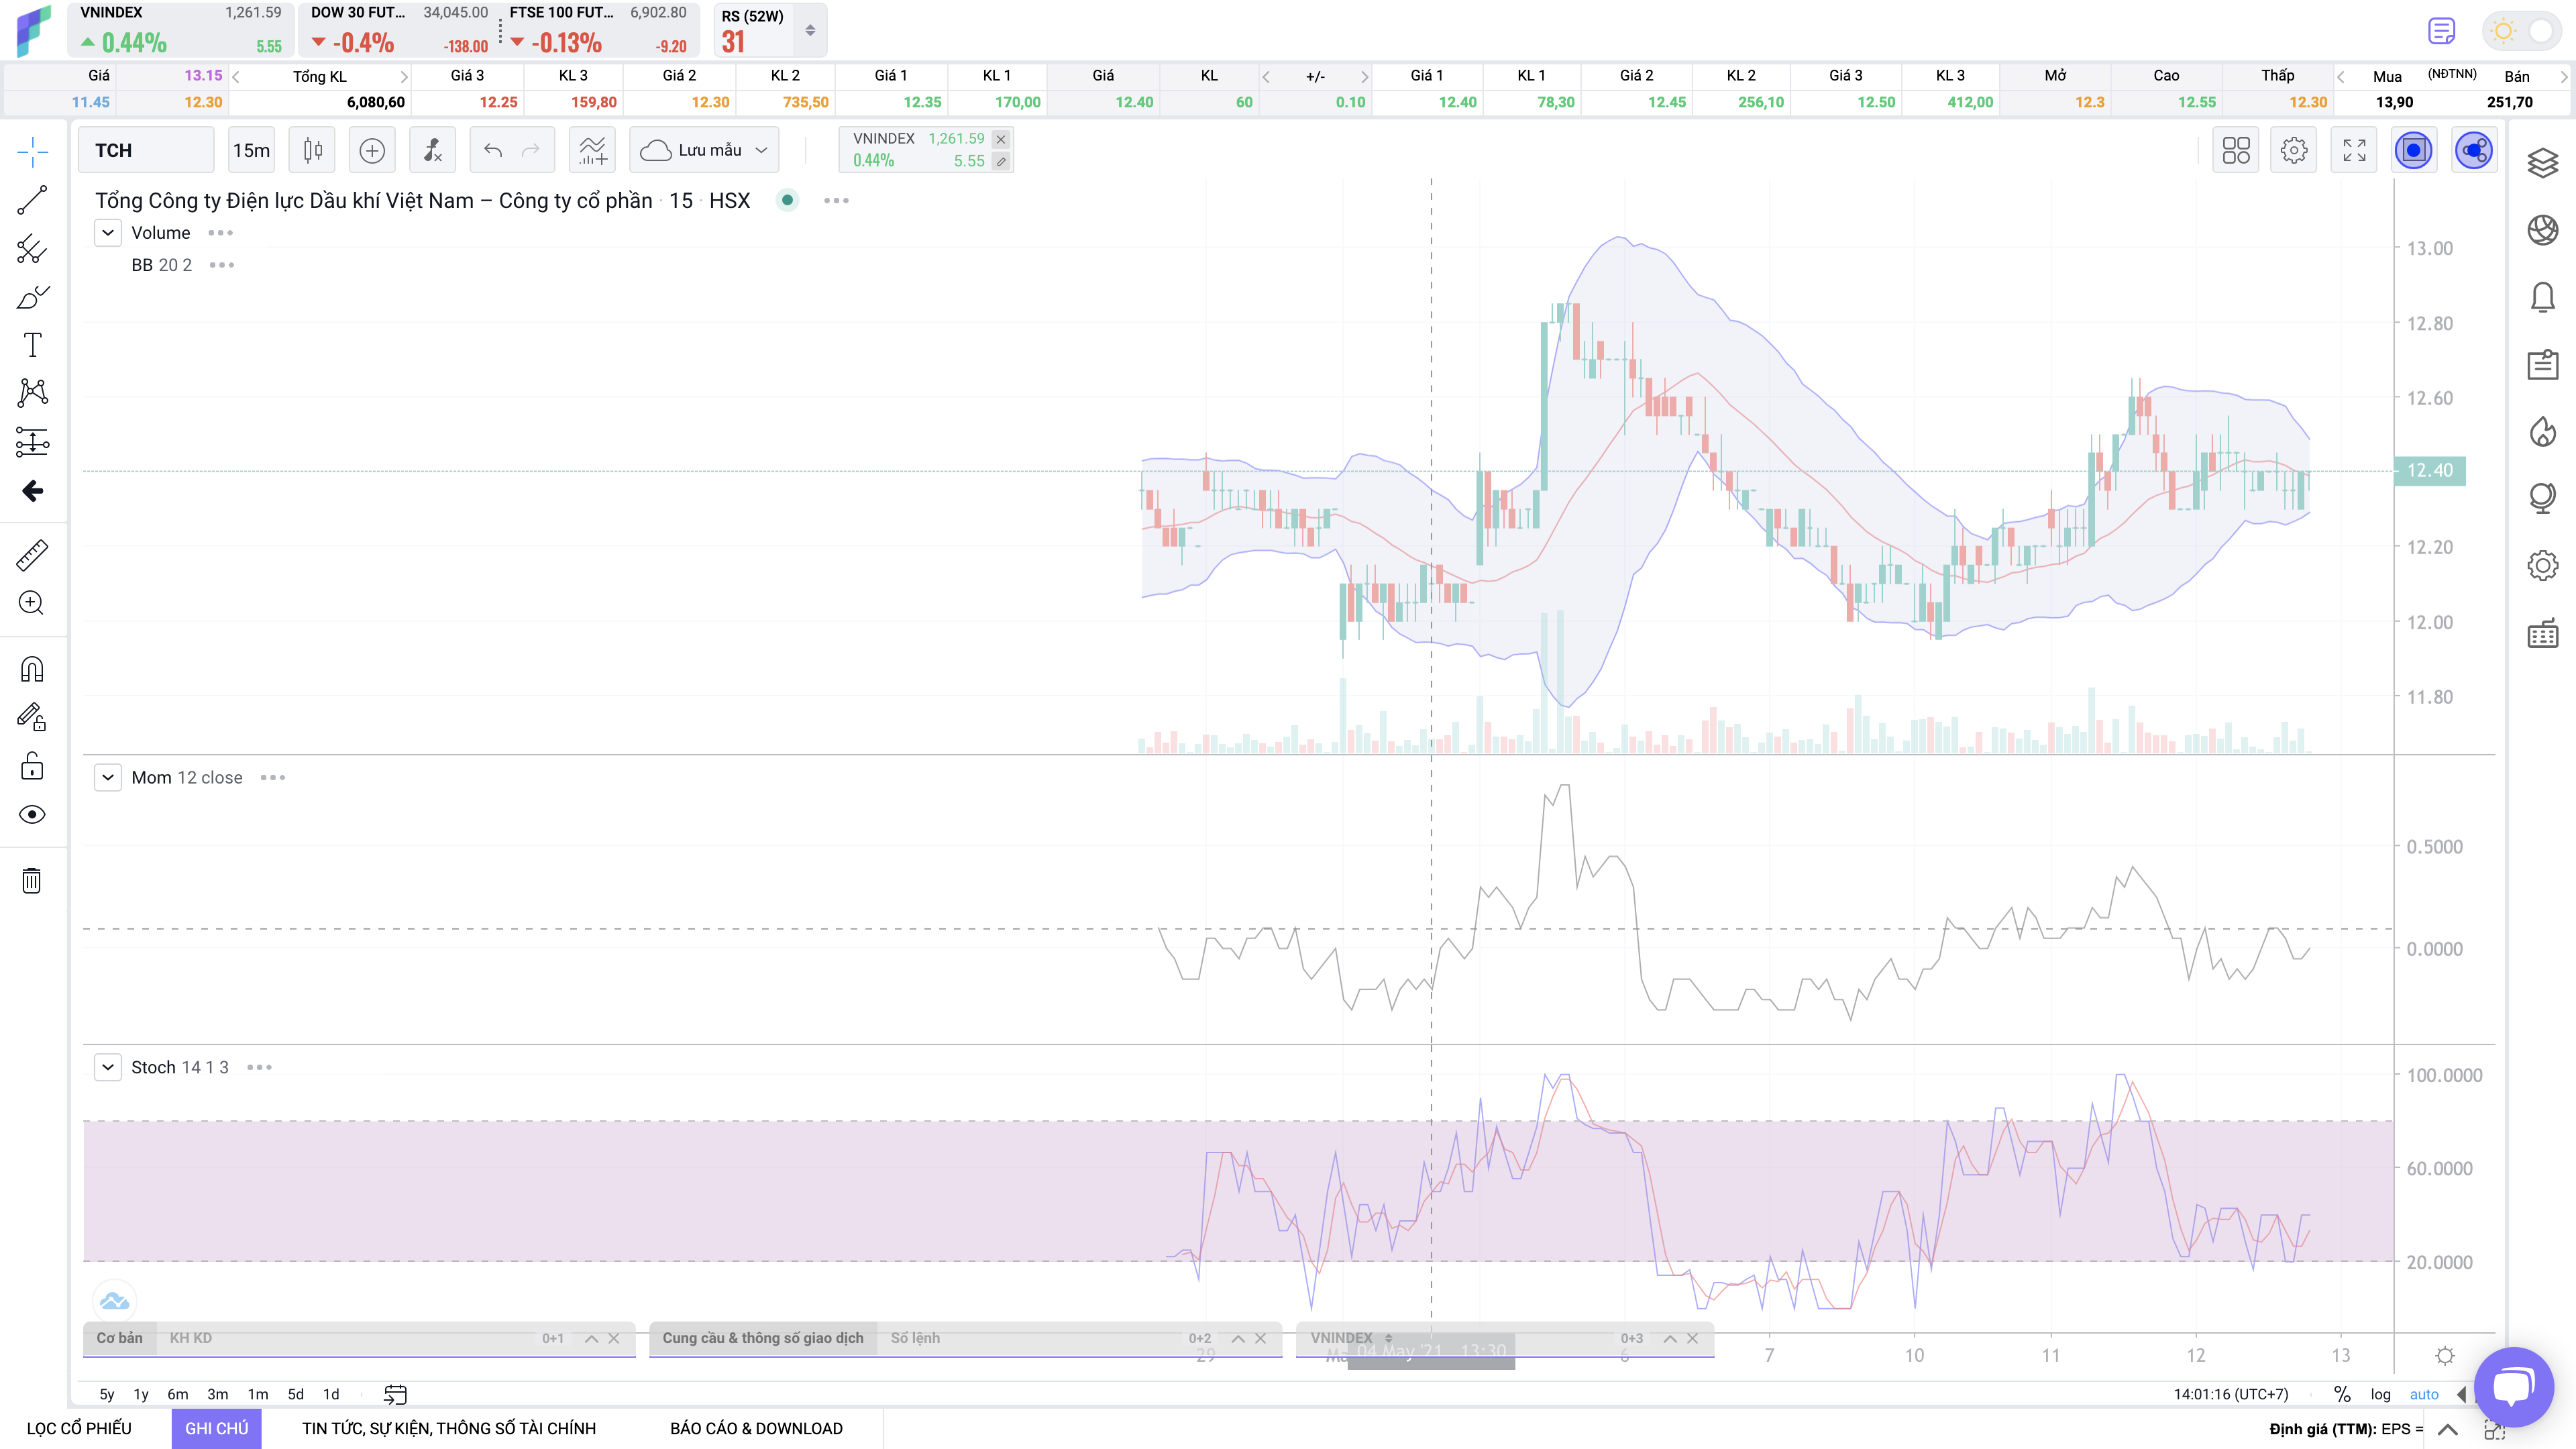 VNINDEX 1,261.59 DOW 30 FUT... 34,045.00 FTSE 100 FUT... 6,902.80 RS (52W)
0.44% 5.55 -0.4% -138.00 -0.13% -9.20 31
Giá 13.15 Tổng KL Giá 3 KL 3 Giá 2 KL 2 Giá 1 KL 1 Giá KL +/- Giá 1 KL 1 Giá 2 KL 2 Giá 3 KL 3 Mở Cao Thấp Mua (NĐTNN) Bán
11.45 12.30 6,080,60 12.25 159,80 12.30 735,50 12.35 170,00 12.40 60 0.10 12.40 78,30 12.45 256,10 12.50 412,00 12.3 12.55 12.30 13,90 251,70
TCH 15m Lưu mẫu
VNINDEX 1,261.59
0.44% 5.55
Tổng Công ty Điện lực Dầu khí Việt Nam – Công ty cổ phần · 15 · HSX
Volume
BB 20 2
13.00
12.80
12.60
12.40
12.20
12.00
11.80
Mom 12 close
0.5000
0.0000
Stoch 14 1 3
100.0000
60.0000
20.0000
Cơ bản KH KD 0+1 Cung cầu & thông số giao dịch Sổ lệnh 0+2 VNINDEX 0+3
29 04 May '21 13:30 6 7 10 11 12 13
5y 1y 6m 3m 1m 5d 1d 14:01:16 (UTC+7) % log auto
LỌC CỔ PHIẾU GHI CHÚ TIN TỨC, SỰ KIỆN, THÔNG SỐ TÀI CHÍNH BÁO CÁO & DOWNLOAD Định giá (TTM): EPS =